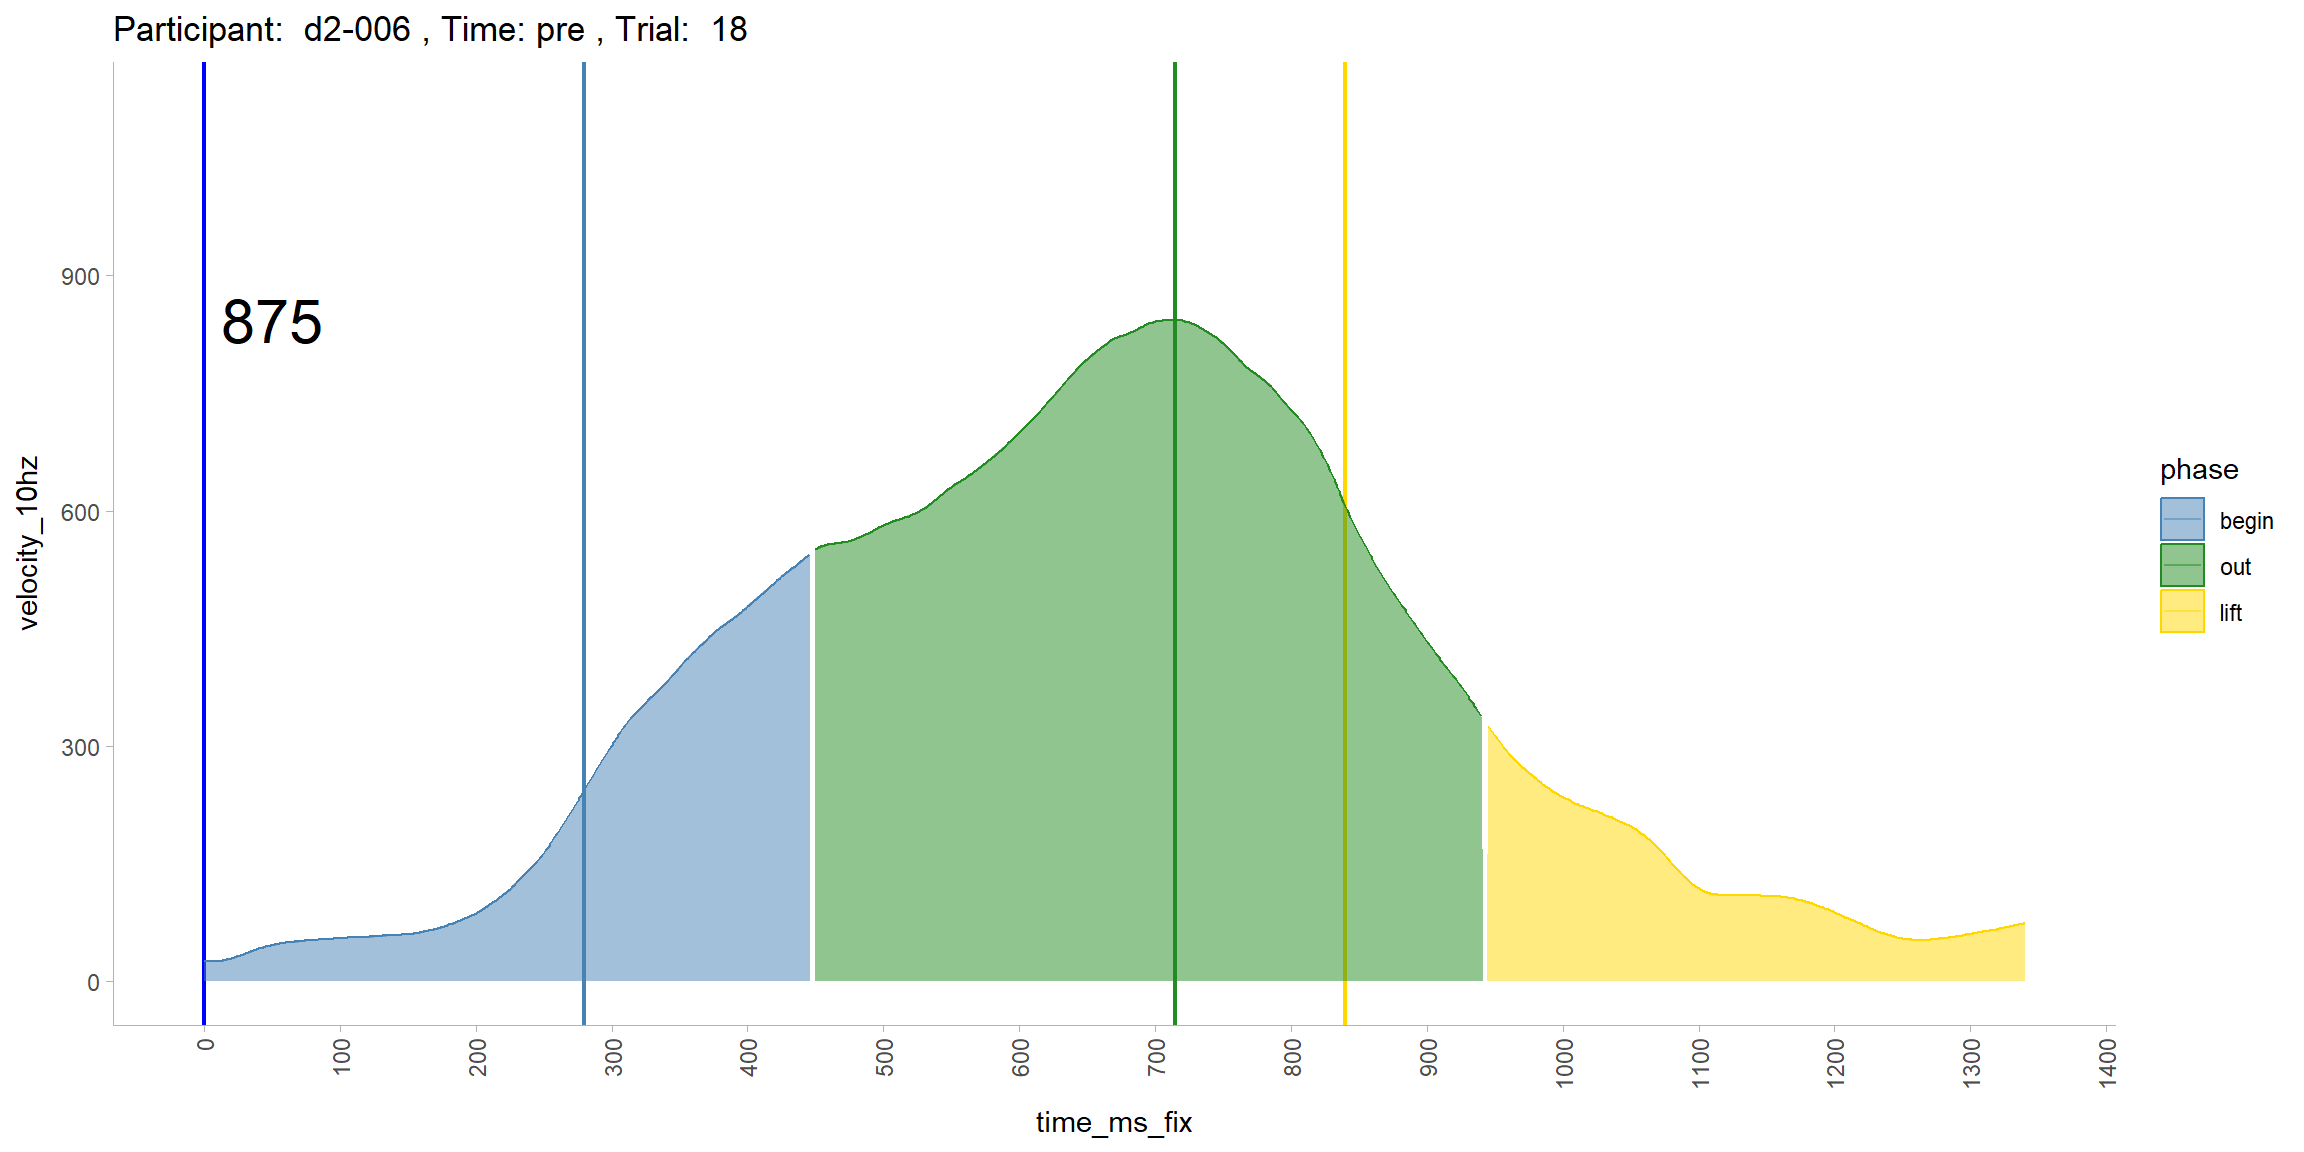 Participant:  d2-006 , Time: pre , Trial:  18
875
velocity_10hz
900
600
300
0
0
100
200
300
400
500
600
700
800
900
1000
1100
1200
1300
1400
time_ms_fix
phase
begin
out
lift